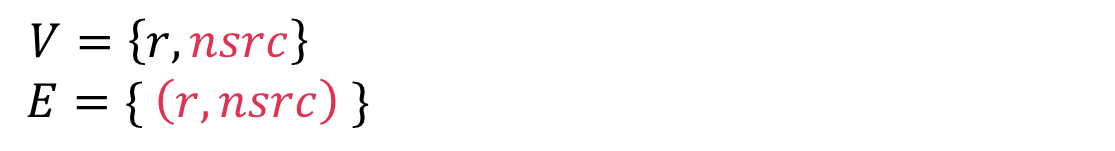 V = {r, nsrc}
E = { (r, nsrc) }